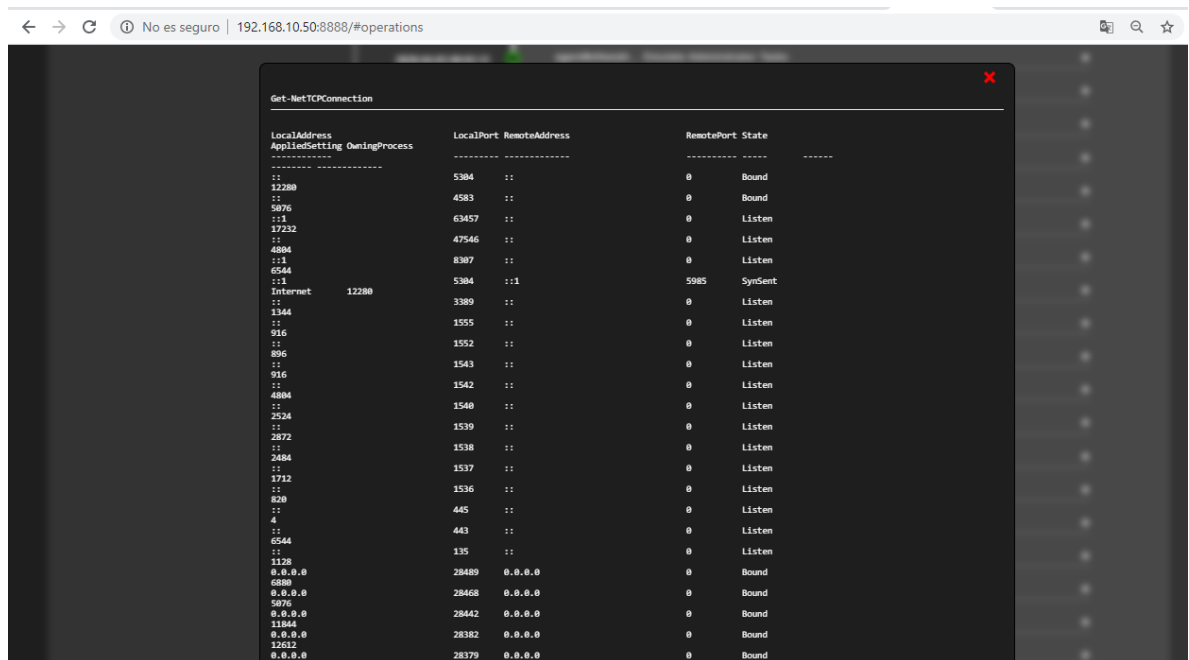 No es seguro | 192.168.10.50:8888/#operations
Get-NetTCPConnection
LocalAddress LocalPort RemoteAddress RemotePort State
AppliedSetting OwningProcess
------------ --------- ------------- ---------- ----- ------
-------- -------------
:: 5304 :: 0 Bound
12280
:: 4583 :: 0 Bound
5076
::1 63457 :: 0 Listen
17232
:: 47546 :: 0 Listen
4804
::1 8307 :: 0 Listen
6544
::1 5304 ::1 5985 SynSent
Internet 12280
:: 3389 :: 0 Listen
1344
:: 1555 :: 0 Listen
916
:: 1552 :: 0 Listen
896
:: 1543 :: 0 Listen
916
:: 1542 :: 0 Listen
4804
:: 1540 :: 0 Listen
2524
:: 1539 :: 0 Listen
2872
:: 1538 :: 0 Listen
2484
:: 1537 :: 0 Listen
1712
:: 1536 :: 0 Listen
820
:: 445 :: 0 Listen
4
:: 443 :: 0 Listen
6544
:: 135 :: 0 Listen
1128
0.0.0.0 28489 0.0.0.0 0 Bound
6880
0.0.0.0 28468 0.0.0.0 0 Bound
5076
0.0.0.0 28442 0.0.0.0 0 Bound
11844
0.0.0.0 28382 0.0.0.0 0 Bound
12612
0.0.0.0 28379 0.0.0.0 0 Bound